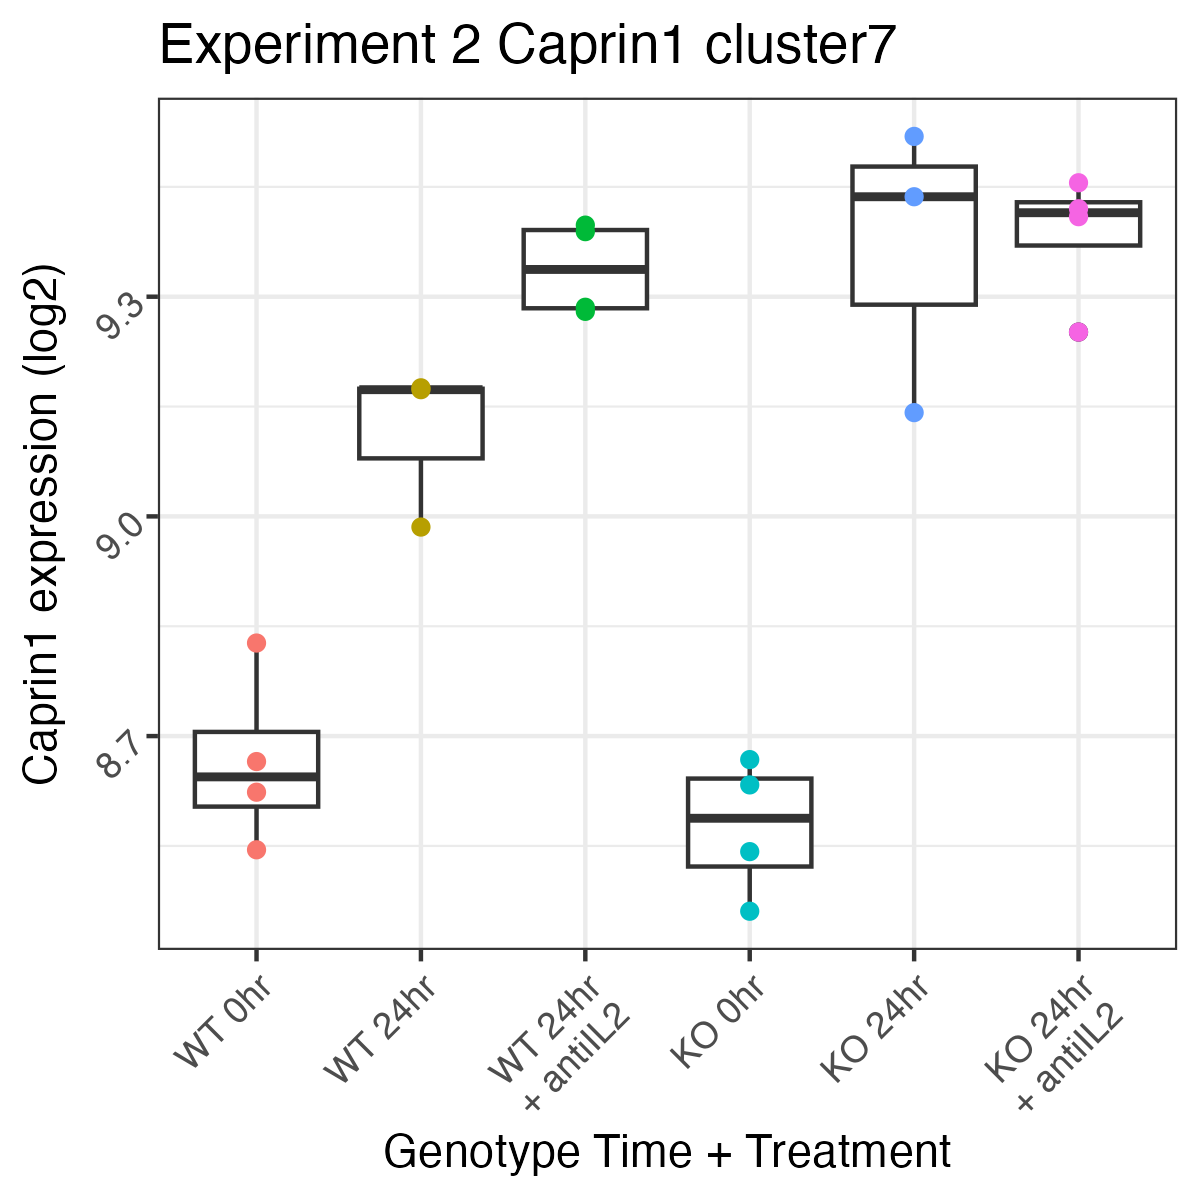 Experiment 2 Caprin1 cluster7
Caprin1 expression (log2)
9.3
9.0
8.7
WT 0hr
WT 24hr
WT 24hr
+ antiIL2
KO 0hr
KO 24hr
KO 24hr
+ antiIL2
Genotype Time + Treatment